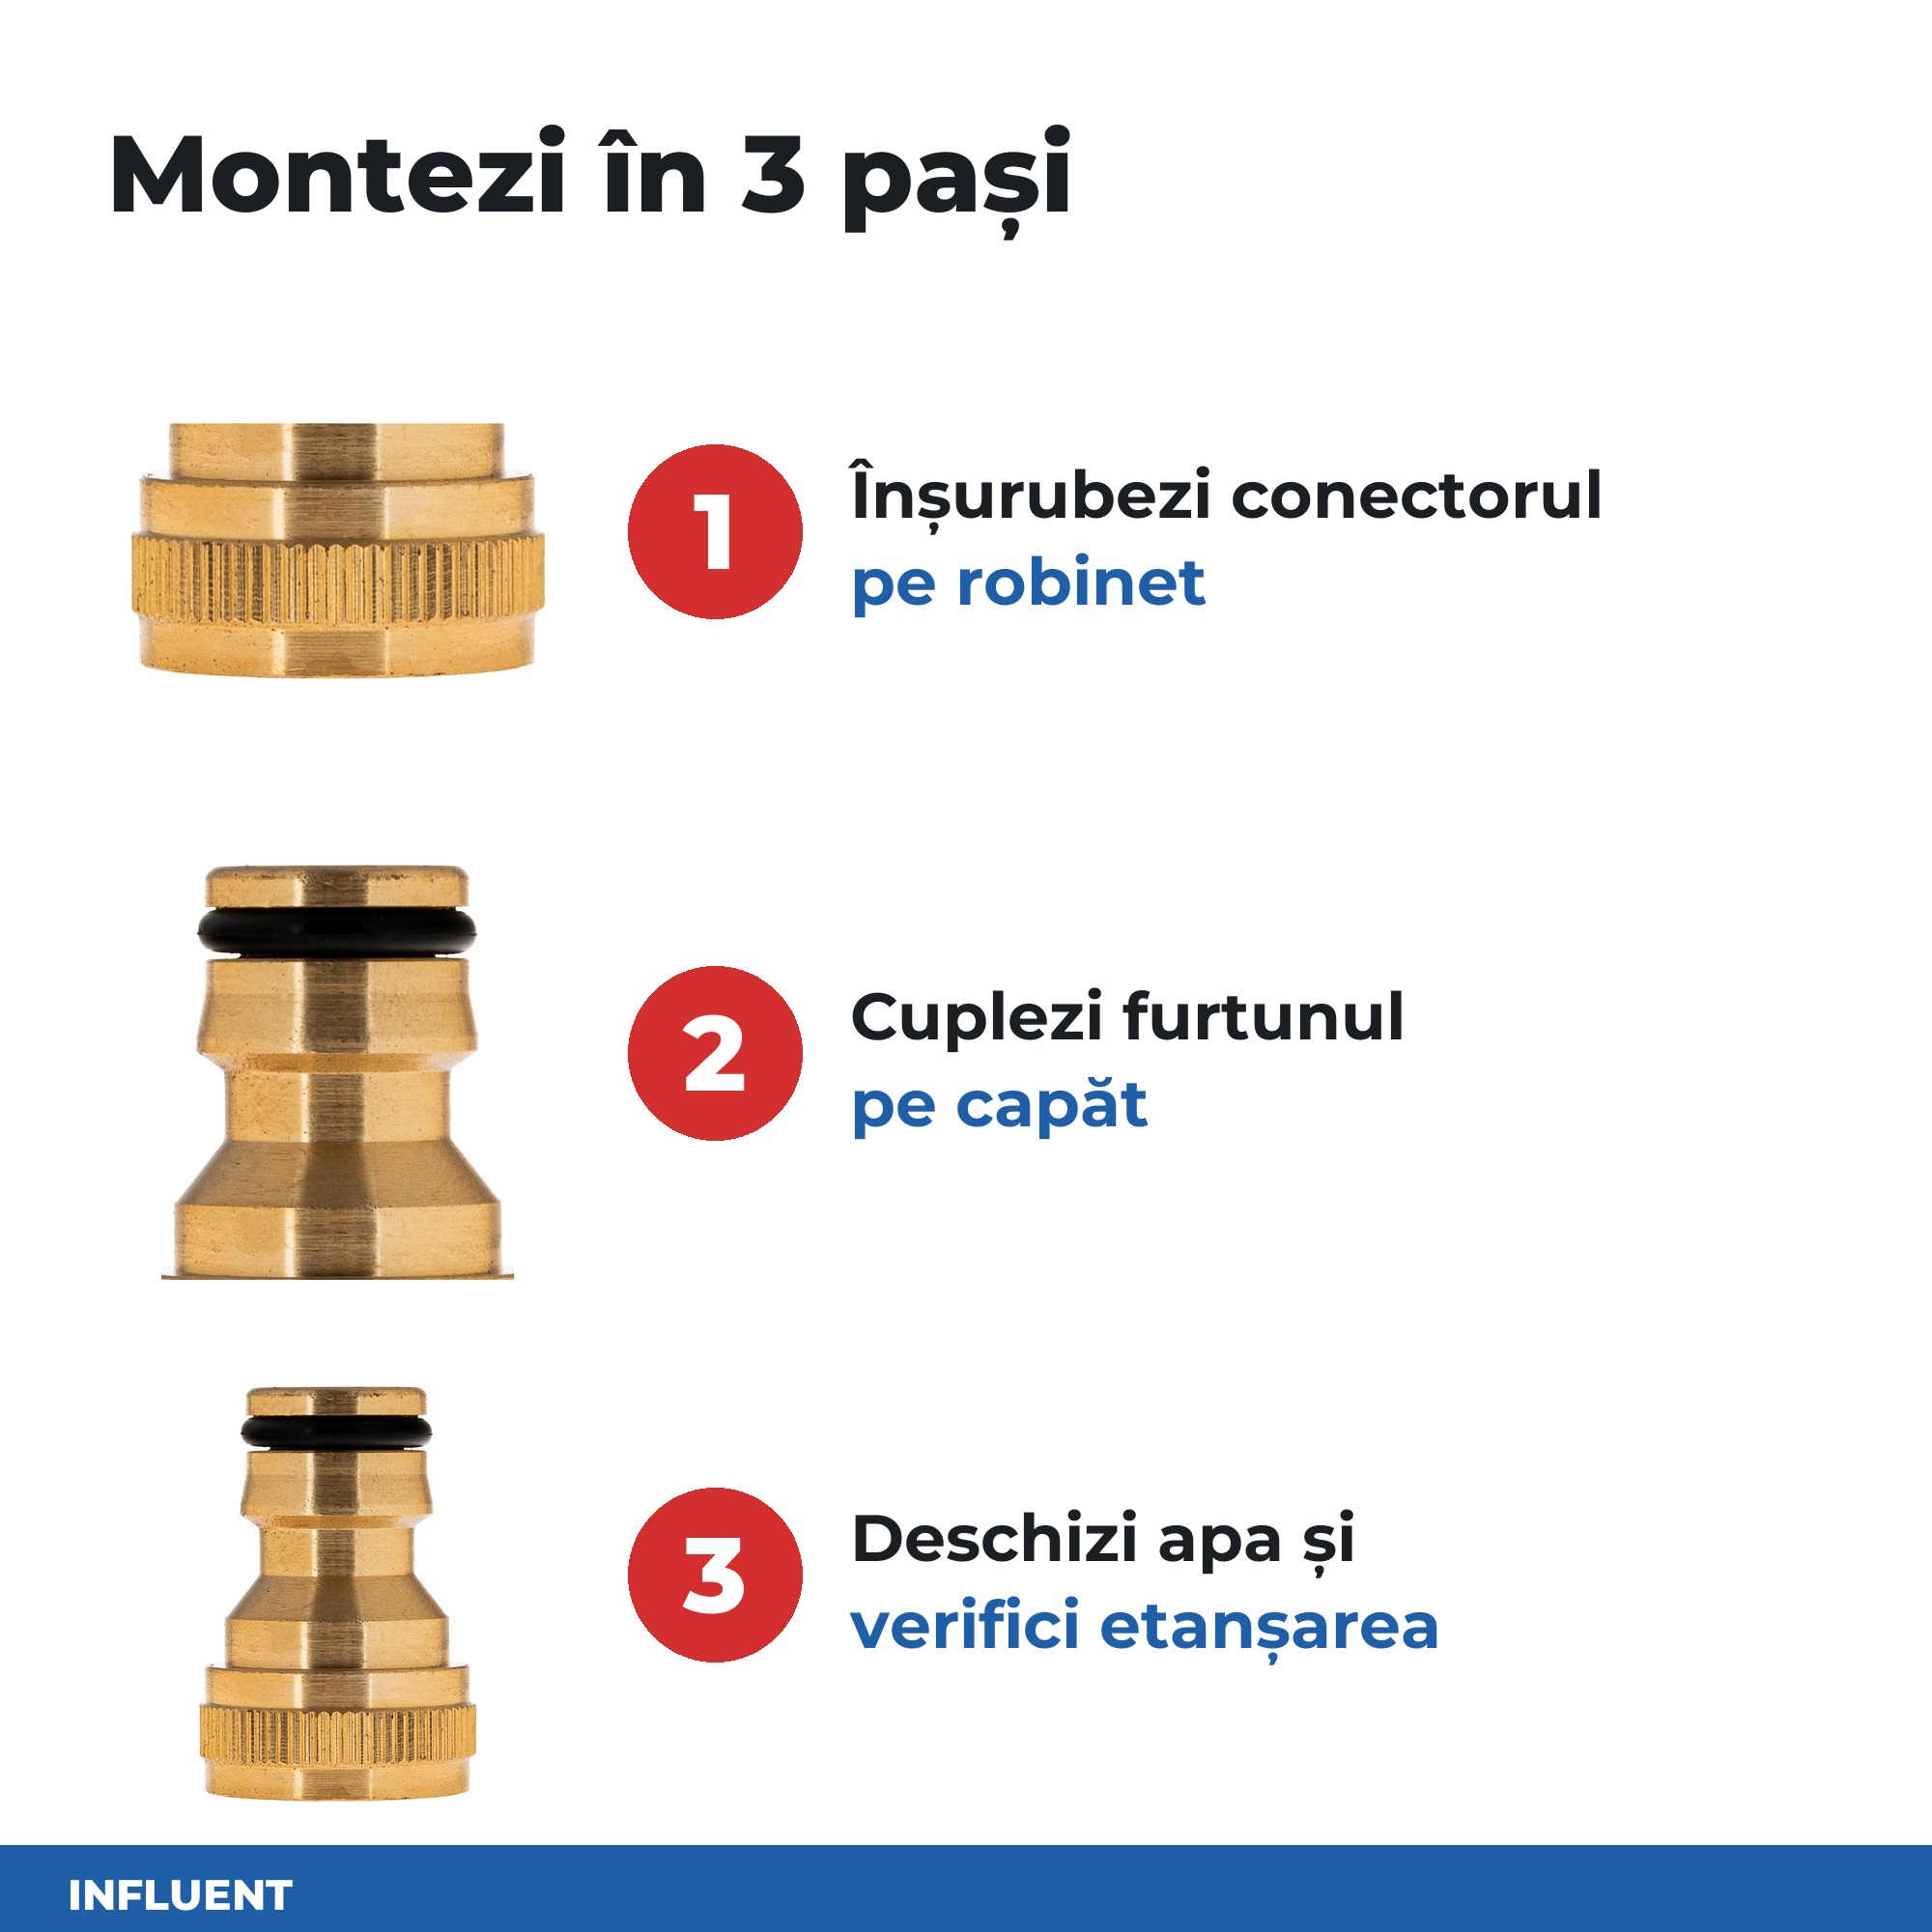 Montezi în 3 pași
1
Înșurubezi conectorul
pe robinet
2
Cuplezi furtunul
pe capăt
3
Deschizi apa și
verifici etanșarea
INFLUENT